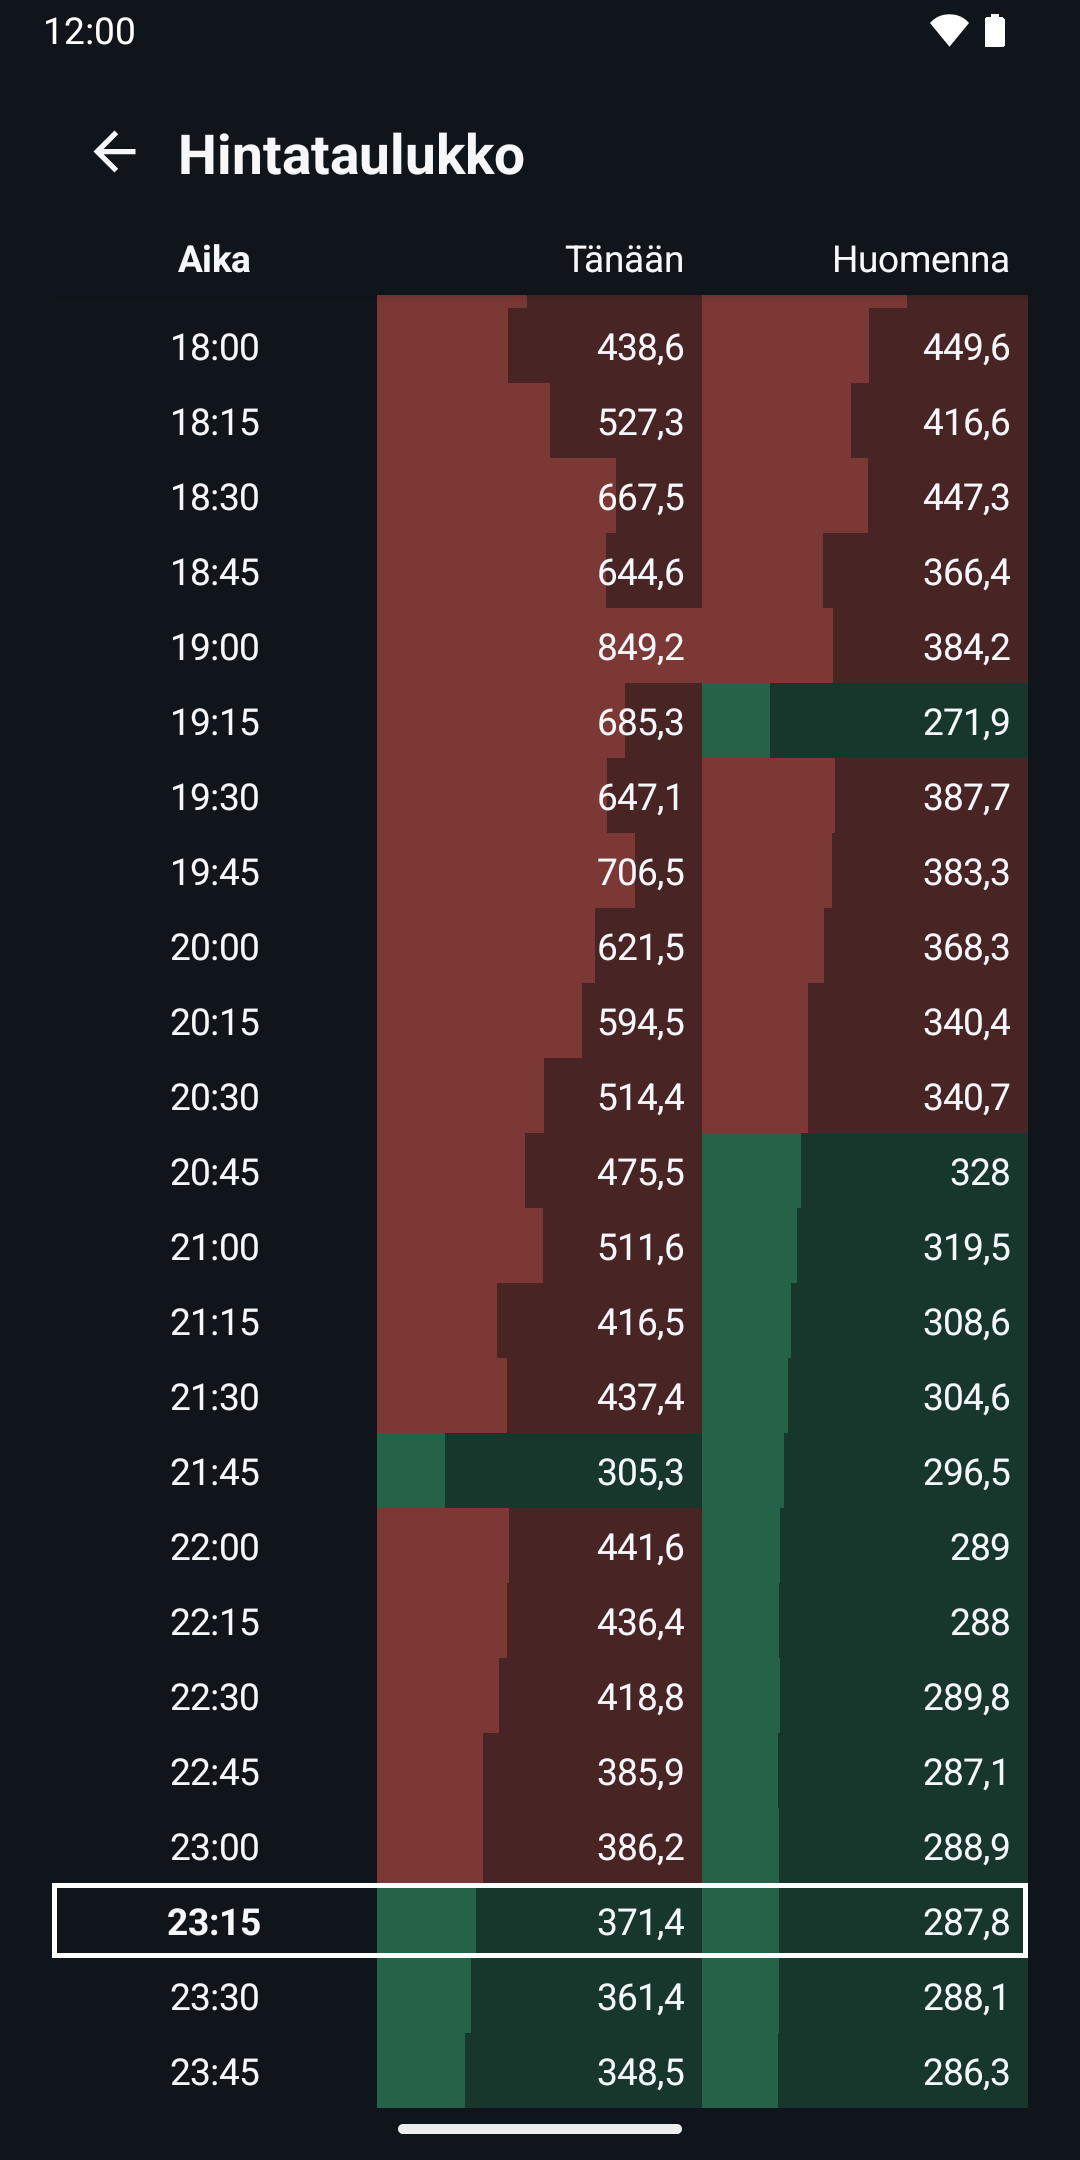 12:00
Hintataulukko
Aika Tänään Huomenna
18:00 438,6 449,6
18:15 527,3 416,6
18:30 667,5 447,3
18:45 644,6 366,4
19:00 849,2 384,2
19:15 685,3 271,9
19:30 647,1 387,7
19:45 706,5 383,3
20:00 621,5 368,3
20:15 594,5 340,4
20:30 514,4 340,7
20:45 475,5 328
21:00 511,6 319,5
21:15 416,5 308,6
21:30 437,4 304,6
21:45 305,3 296,5
22:00 441,6 289
22:15 436,4 288
22:30 418,8 289,8
22:45 385,9 287,1
23:00 386,2 288,9
23:15 371,4 287,8
23:30 361,4 288,1
23:45 348,5 286,3